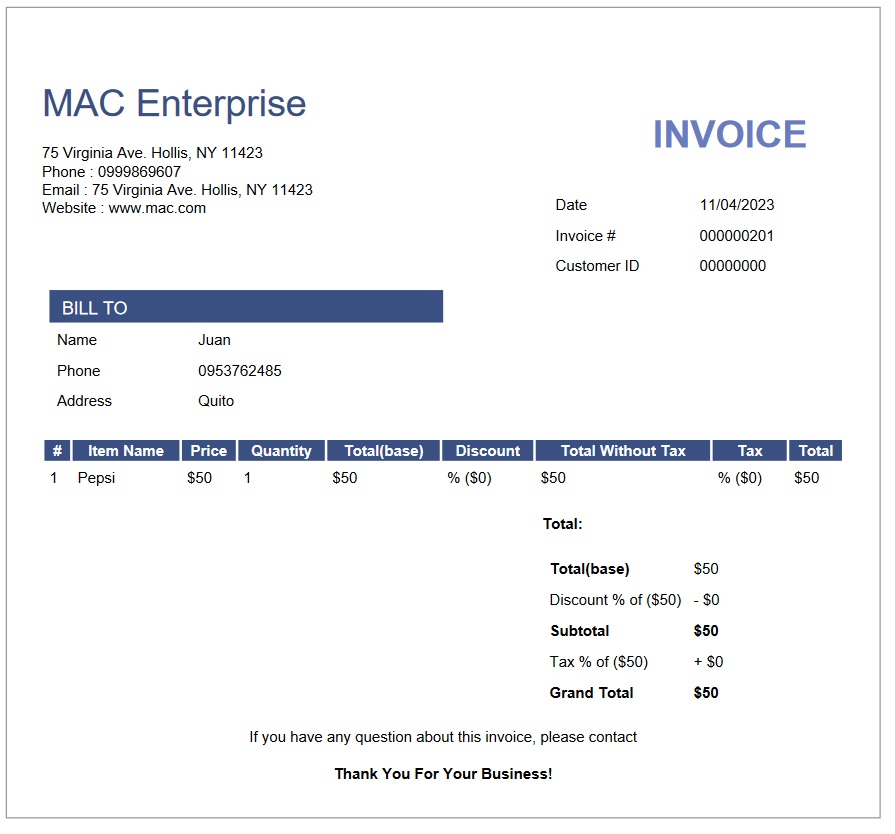 MAC Enterprise
INVOICE
75 Virginia Ave. Hollis, NY 11423
Phone : 0999869607
Email : 75 Virginia Ave. Hollis, NY 11423
Website : www.mac.com
Date 11/04/2023
Invoice # 000000201
Customer ID 00000000
BILL TO
Name Juan
Phone 0953762485
Address Quito
# Item Name Price Quantity Total(base) Discount Total Without Tax Tax Total
1 Pepsi $50 1 $50 % ($0) $50 % ($0) $50
Total:
Total(base) $50
Discount % of ($50) - $0
Subtotal $50
Tax % of ($50) + $0
Grand Total $50
If you have any question about this invoice, please contact
Thank You For Your Business!